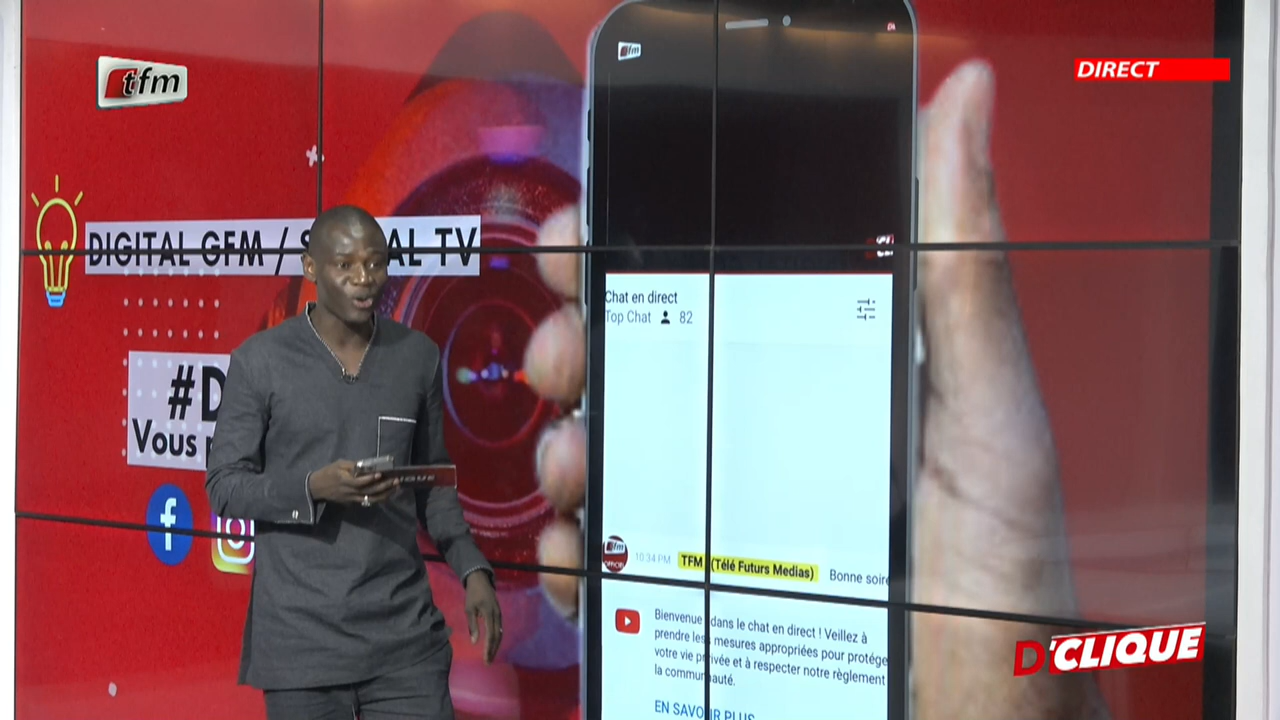 tfm
DIRECT
DIGITAL GFM / S AL TV
Chat en direct
Top Chat 82
#D
Vous
10:34 PM TFM (Télé Futurs Medias) Bonne soiré
Bienvenue dans le chat en direct ! Veillez à
prendre les mesures appropriées pour protége
votre vie privée et à respecter notre règlement
la communauté.
EN SAVOIR PLUS
D'CLIQUE